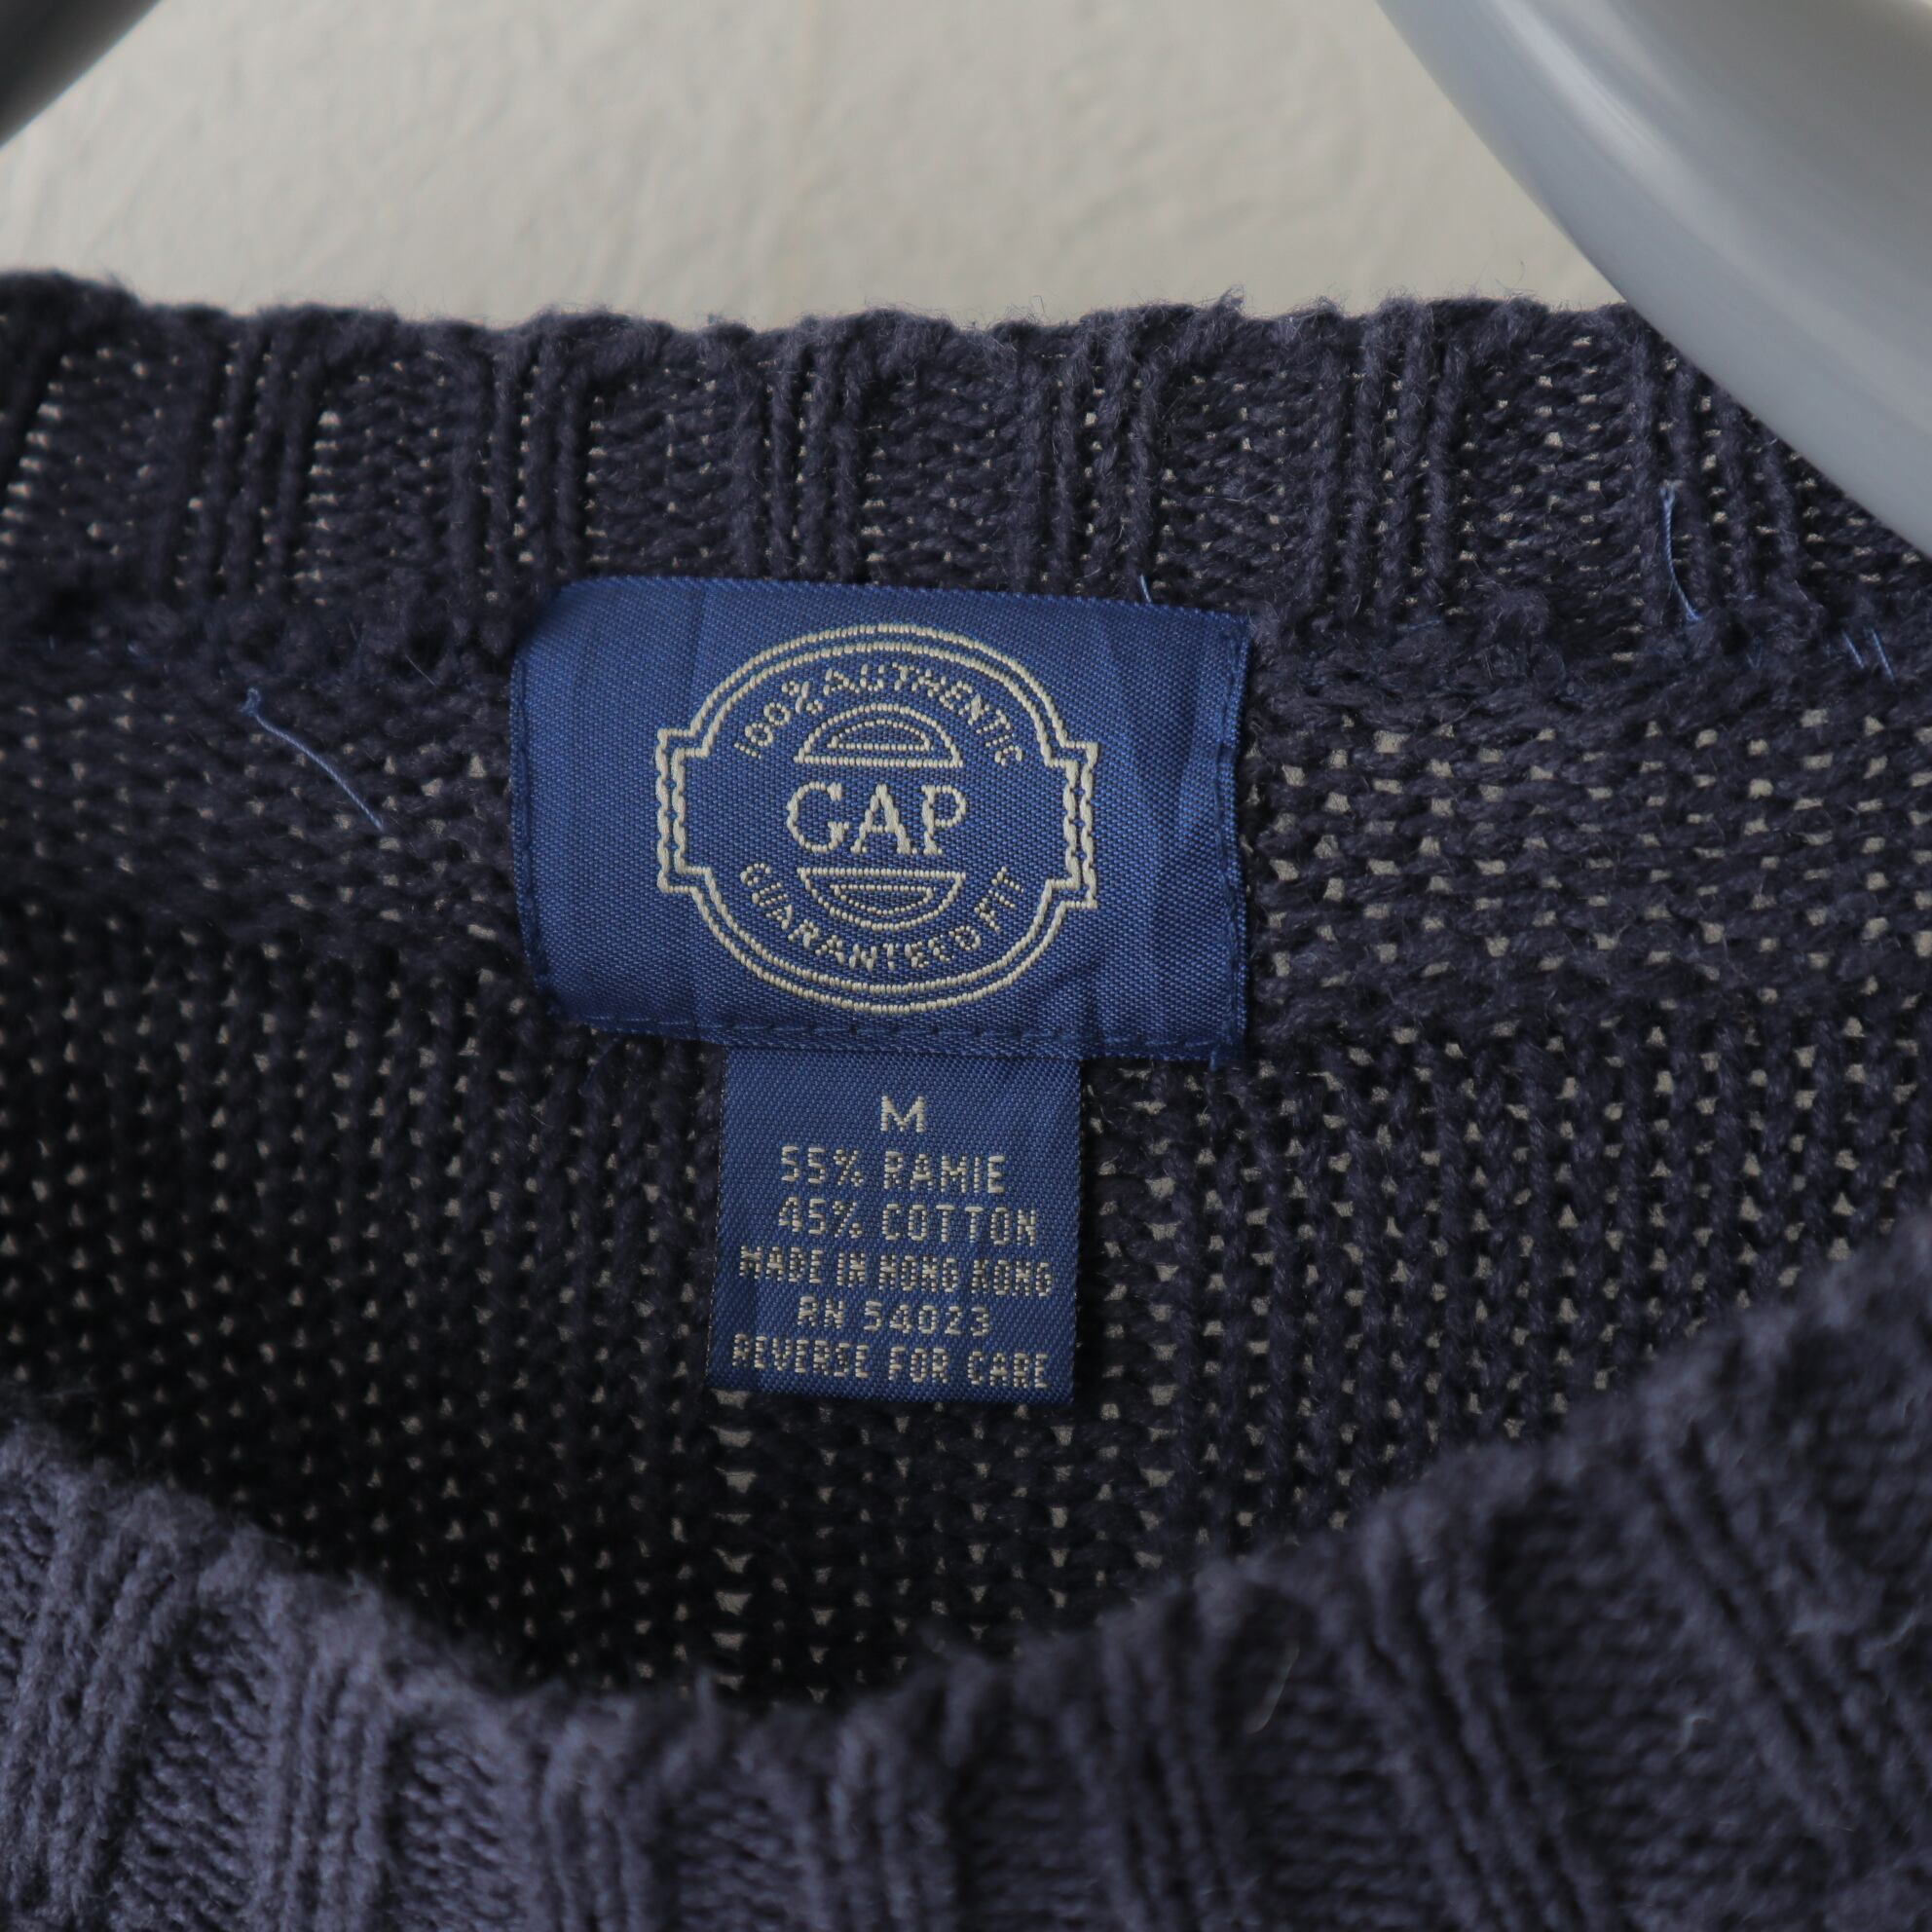 100% AUTHENTIC
GAP
GUARANTEED FIT
M
55% RAMIE
45% COTTON
MADE IN HONG KONG
RN 54023
REVERSE FOR CARE